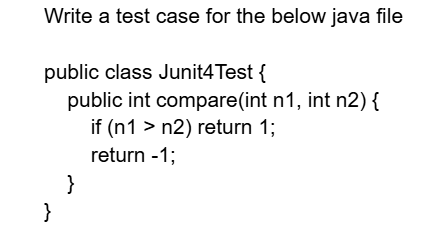 Write a test case for the below java file
public class Junit4Test {
public int compare(int n1, int n2) {
if (n1 > n2) return 1;
return -1;
}
}